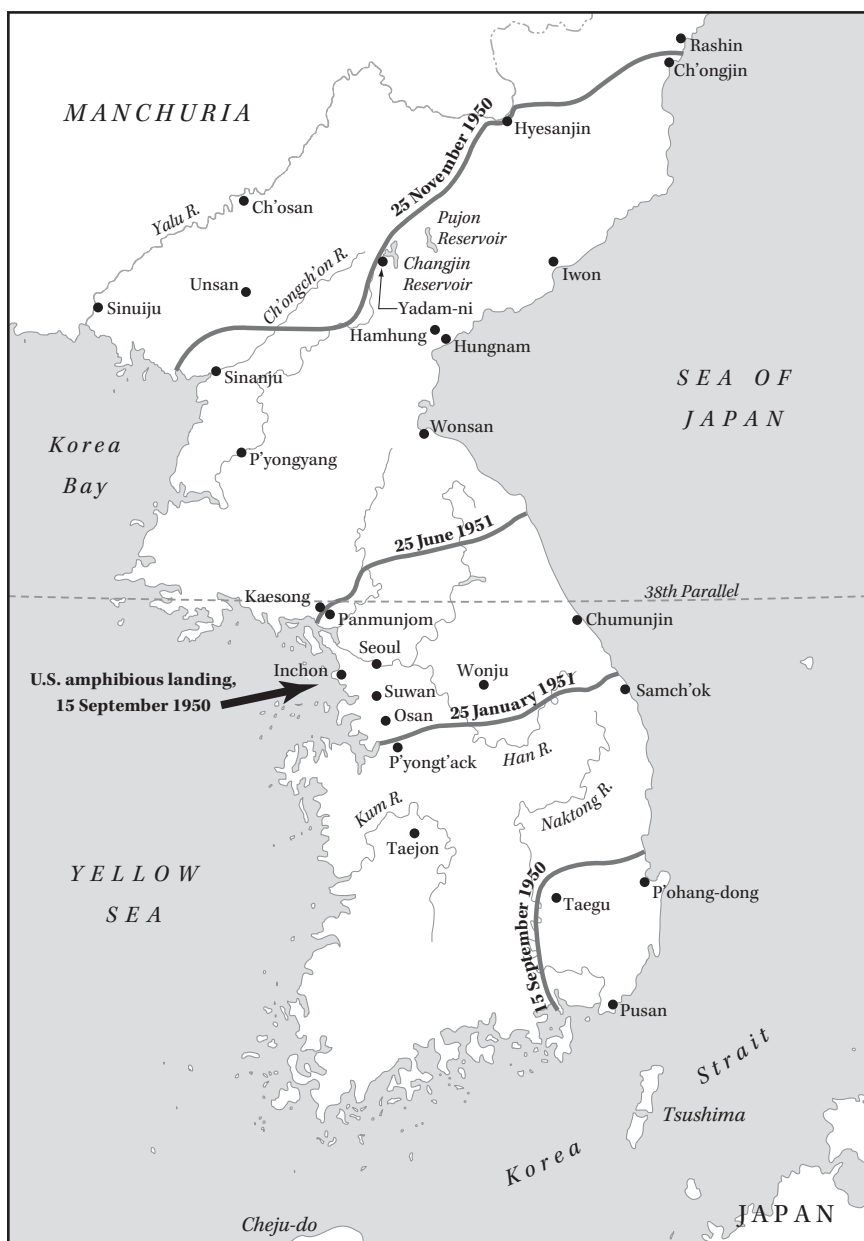 Rashin
Ch'ongjin
MANCHURIA
25 November 1950
Hyesanjin
Yalu R.
Ch'osan
Pujon
Reservoir
Ch'ongch'on R.
Changjin
Reservoir
Iwon
Unsan
Sinuiju
Yadam-ni
Hamhung
Hungnam
Sinanju
SEA OF
JAPAN
Korea
Bay
Wonsan
P'yongyang
25 June 1951
38th Parallel
Kaesong
Panmunjom
Chumunjin
Seoul
Inchon
U.S. amphibious landing,
15 September 1950
Wonju
Suwan
25 January 1951
Samch'ok
Osan
P'yongt'ack
Han R.
Kum R.
Naktong R.
Taejon
YELLOW
SEA
15 September 1950
P'ohang-dong
Taegu
Pusan
Korea Strait
Tsushima
Cheju-do
JAPAN